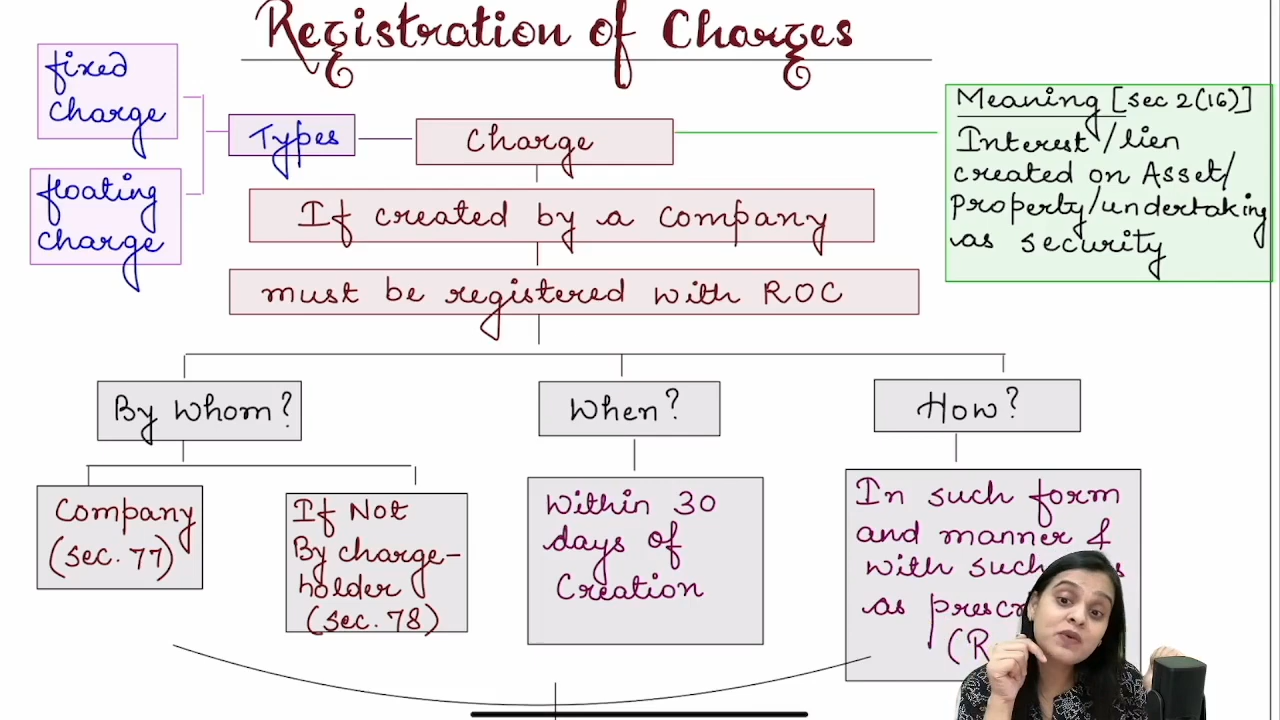 Registration of Charges
fixed
charge
floating
charge
Types
Charge
Meaning [sec 2(16)]
Interest/lien
created on Asset/
Property/undertaking
as security
If created by a company
must be registered with ROC
By whom?
When?
How?
Company
(sec. 77)
If Not
By charge-
holder
(sec. 78)
Within 30
days of
Creation
In such form
and manner &
with such
as
(R